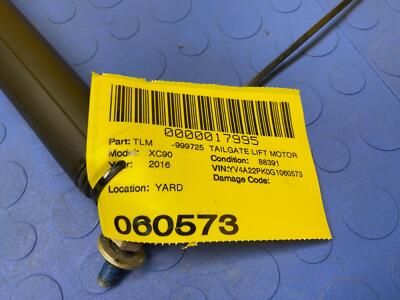 0000017995
Part: TLM -999725 TAILGATE LIFT MOTOR
Model: XC90 Condition: 88391
Year: 2016 VIN:YV4A22PK0G1060573
Damage Code:
Location: YARD
060573